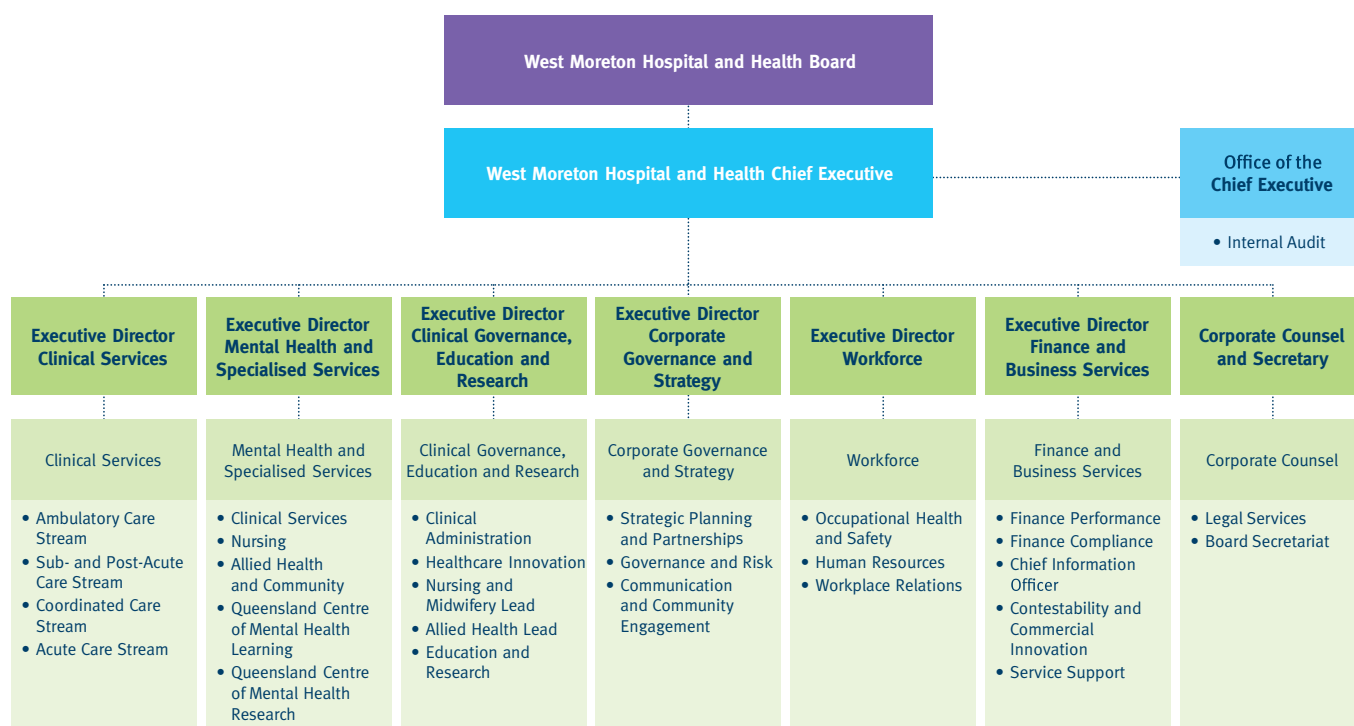 West Moreton Hospital and Health Board
West Moreton Hospital and Health Chief Executive
Office of the
Chief Executive
• Internal Audit
Executive Director
Clinical Services
Executive Director
Mental Health and
Specialised Services
Executive Director
Clinical Governance,
Education and
Research
Executive Director
Corporate
Governance and
Strategy
Executive Director
Workforce
Executive Director
Finance and
Business Services
Corporate Counsel
and Secretary
Clinical Services
Mental Health and
Specialised Services
Clinical Governance,
Education and Research
Corporate Governance
and Strategy
Workforce
Finance and
Business Services
Corporate Counsel
• Ambulatory Care
Stream
• Sub- and Post-Acute
Care Stream
• Coordinated Care
Stream
• Acute Care Stream
• Clinical Services
• Nursing
• Allied Health
and Community
• Queensland Centre
of Mental Health
Learning
• Queensland Centre
of Mental Health
Research
• Clinical
Administration
• Healthcare Innovation
• Nursing and
Midwifery Lead
• Allied Health Lead
• Education and
Research
• Strategic Planning
and Partnerships
• Governance and Risk
• Communication
and Community
Engagement
• Occupational Health
and Safety
• Human Resources
• Workplace Relations
• Finance Performance
• Finance Compliance
• Chief Information
Officer
• Contestability and
Commercial
Innovation
• Service Support
• Legal Services
• Board Secretariat